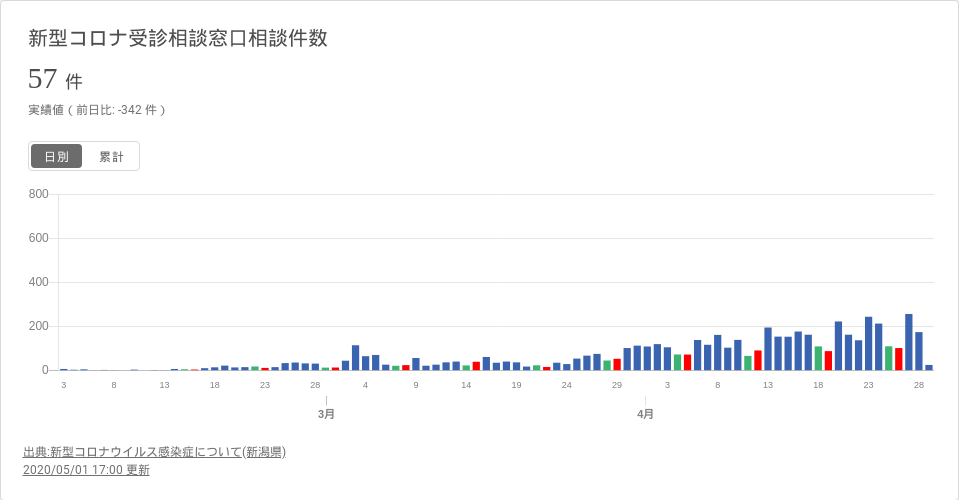 新型コロナ受診相談窓口相談件数
57 件
実績値 ( 前日比: -342 件 )
日別 累計
800
600
400
200
0
3 8 13 18 23 28 4 9 14 19 24 29 3 8 13 18 23 28
3月 4月
出典:新型コロナウイルス感染症について(新潟県)
2020/05/01 17:00 更新